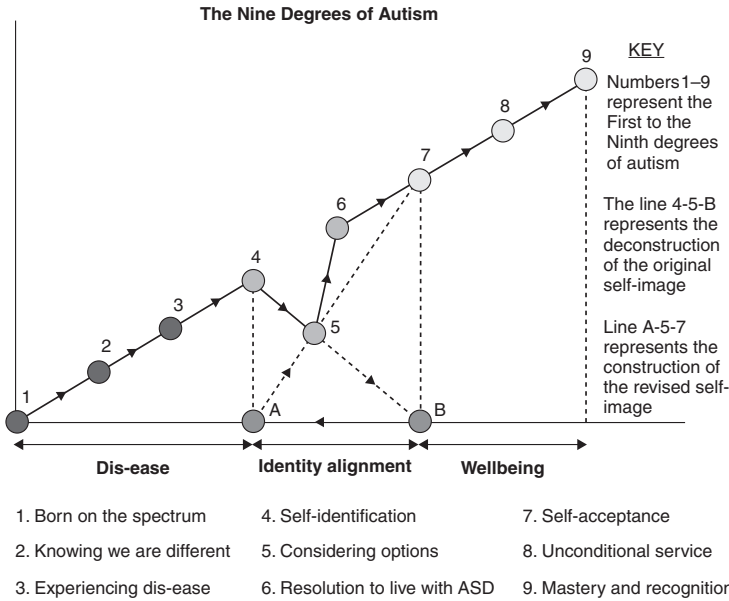 The Nine Degrees of Autism
9
KEY
Numbers1–9
represent the
First to the
Ninth degrees
of autism
8
7
6
The line 4-5-B
represents the
deconstruction
of the original
self-image
4
3
5
2
Line A-5-7
represents the
construction of
the revised self-
image
1
A
B
Dis-ease
Identity alignment
Wellbeing
1. Born on the spectrum
4. Self-identification
7. Self-acceptance
2. Knowing we are different
5. Considering options
8. Unconditional service
3. Experiencing dis-ease
6. Resolution to live with ASD
9. Mastery and recognition